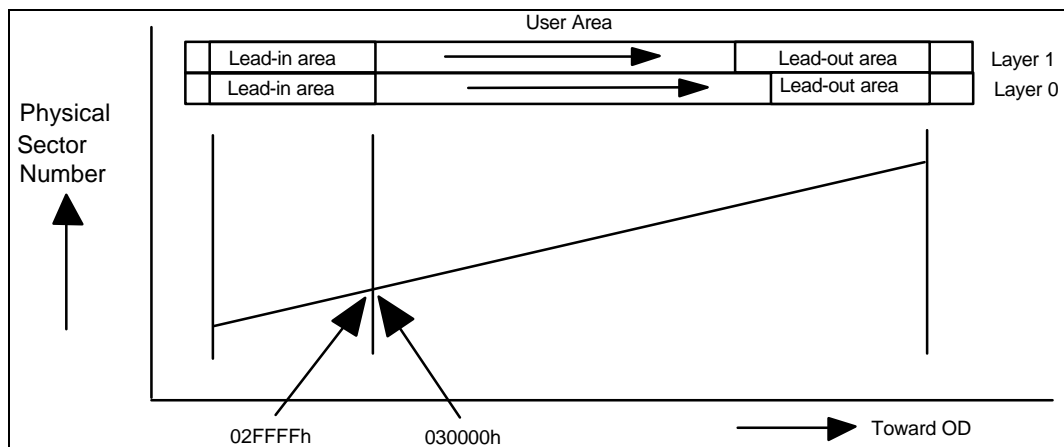 User Area
Lead-in area
Lead-out area
Layer 1
Lead-in area
Lead-out area
Layer 0
Physical
Sector
Number
02FFFFh
030000h
Toward OD